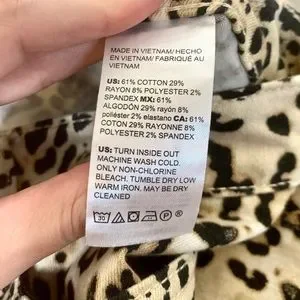 MADE IN VIETNAM/ HECHO
EN VIETNAM/ FABRIQUÉ AU
VIETNAM
US: 61% COTTON 29%
RAYON 8% POLYESTER 2%
SPANDEX MX: 61%
ALGODÓN 29% rayón 8%
poliéster 2% elastano CA: 61%
COTON 29% RAYONNE 8%
POLYESTER 2% SPANDEX
US: TURN INSIDE OUT
MACHINE WASH COLD.
ONLY NON-CHLORINE
BLEACH. TUMBLE DRY LOW
WARM IRON. MAY BE DRY
CLEANED
30 P